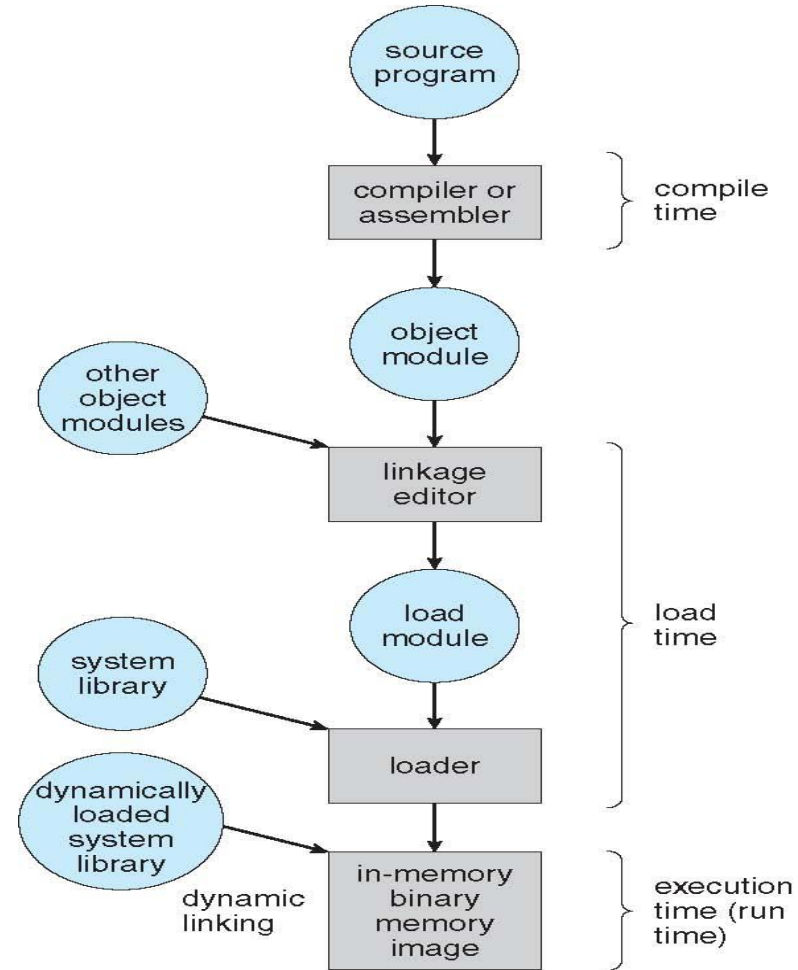 source
program
compiler or
assembler
compile
time
object
module
other
object
modules
linkage
editor
load
module
load
time
system
library
loader
dynamically
loaded
system
library
dynamic
linking
in-memory
binary
memory
image
execution
time (run
time)